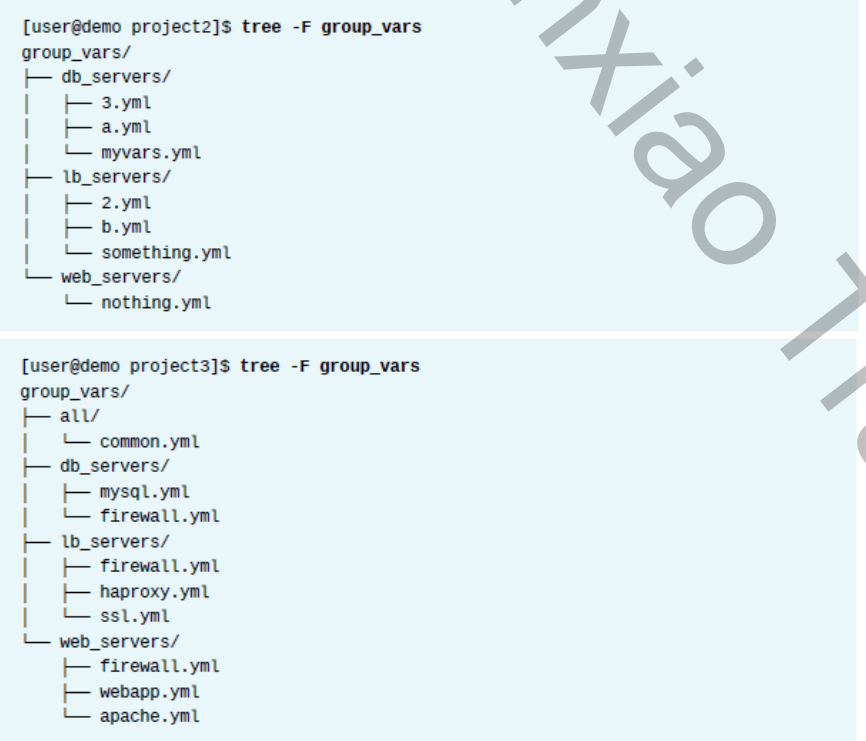 [user@demo project2]$ tree -F group_vars
group_vars/
├── db_servers/
│   ├── 3.yml
│   ├── a.yml
│   └── myvars.yml
├── lb_servers/
│   ├── 2.yml
│   ├── b.yml
│   └── something.yml
└── web_servers/
    └── nothing.yml
[user@demo project3]$ tree -F group_vars
group_vars/
├── all/
│   └── common.yml
├── db_servers/
│   ├── mysql.yml
│   └── firewall.yml
├── lb_servers/
│   ├── firewall.yml
│   ├── haproxy.yml
│   └── ssl.yml
└── web_servers/
    ├── firewall.yml
    ├── webapp.yml
    └── apache.yml